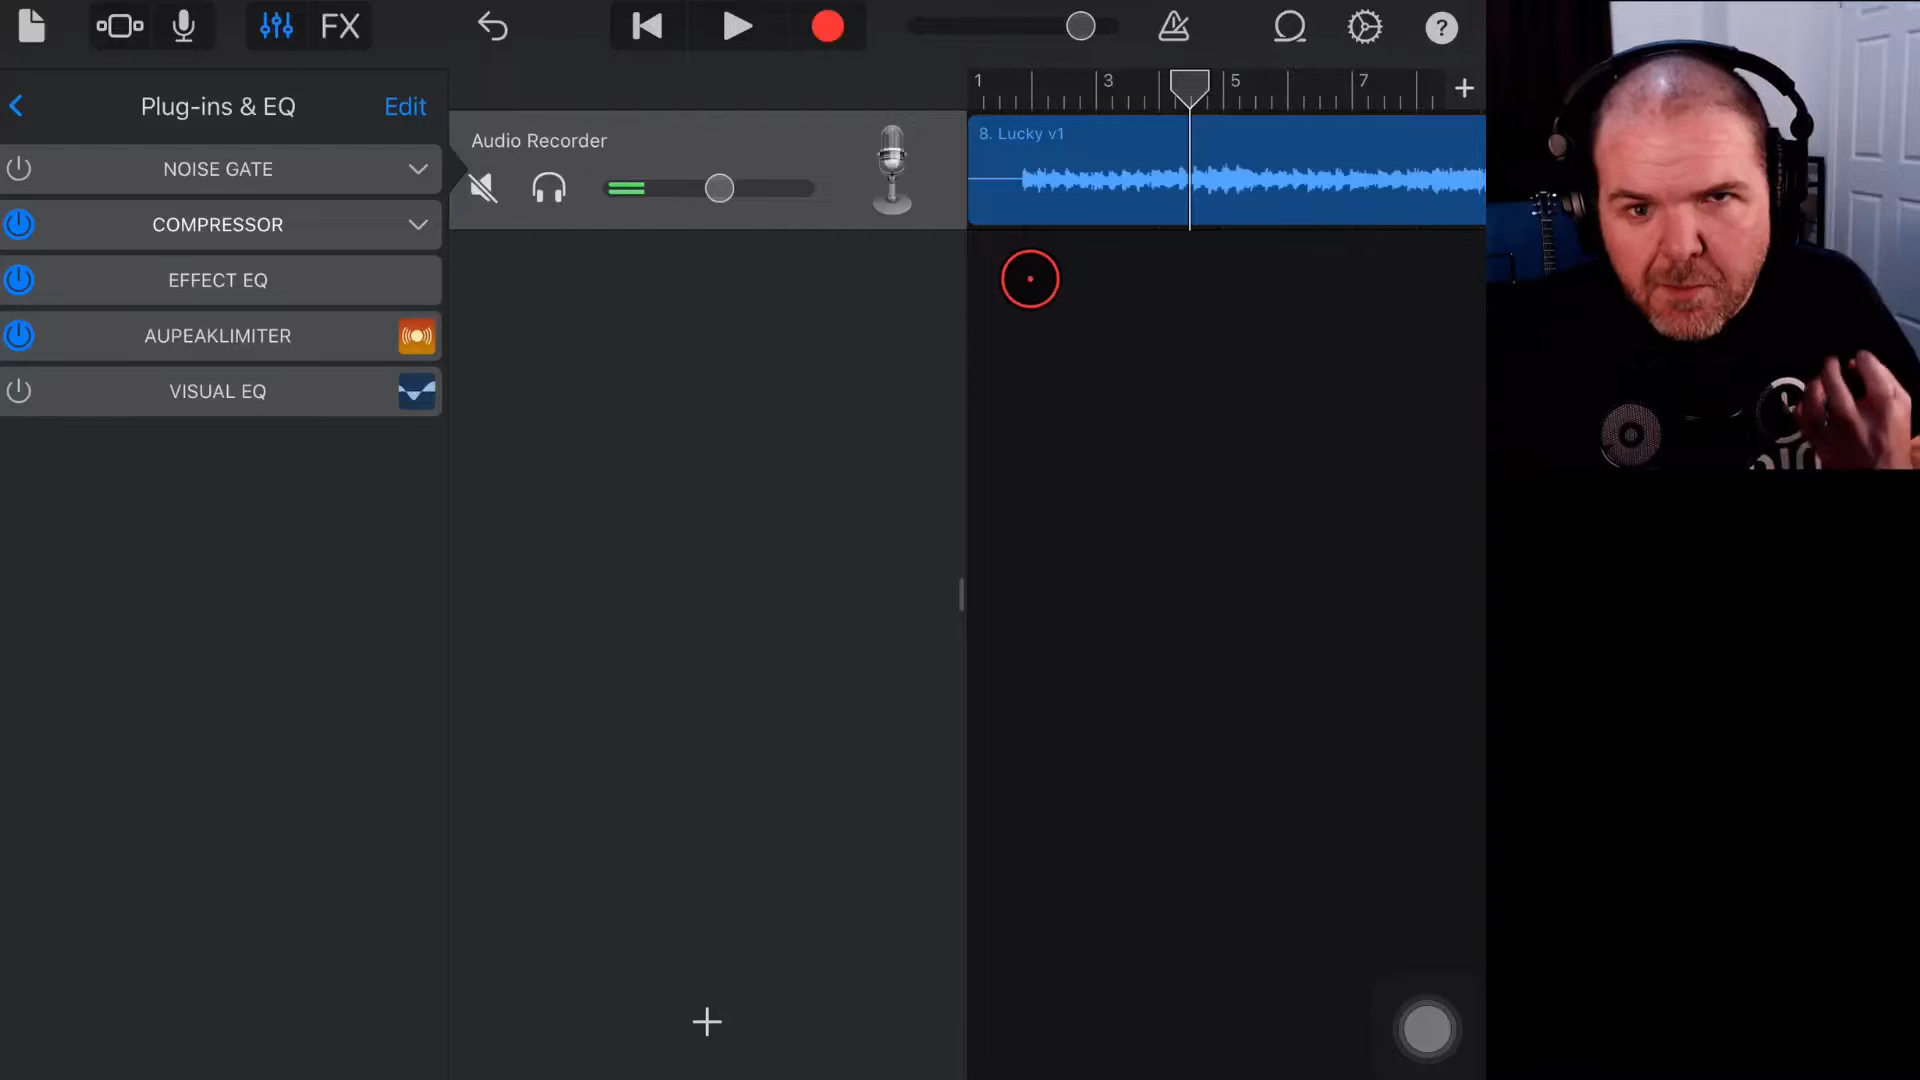 FX
?
Plug-ins & EQ
Edit
NOISE GATE
COMPRESSOR
EFFECT EQ
AUPEAKLIMITER
VISUAL EQ
Audio Recorder
1 3 5 7
8. Lucky v1